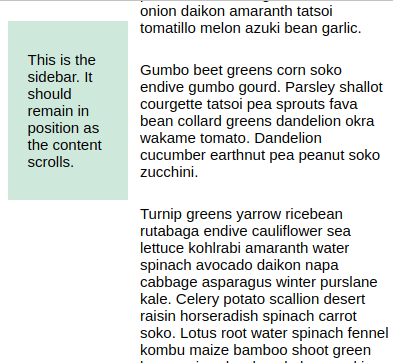 onion daikon amaranth tatsoi
tomatillo melon azuki bean garlic.
This is the
sidebar. It
should
remain in
position as
the content
scrolls.
Gumbo beet greens corn soko
endive gumbo gourd. Parsley shallot
courgette tatsoi pea sprouts fava
bean collard greens dandelion okra
wakame tomato. Dandelion
cucumber earthnut pea peanut soko
zucchini.
Turnip greens yarrow ricebean
rutabaga endive cauliflower sea
lettuce kohlrabi amaranth water
spinach avocado daikon napa
cabbage asparagus winter purslane
kale. Celery potato scallion desert
raisin horseradish spinach carrot
soko. Lotus root water spinach fennel
kombu maize bamboo shoot green